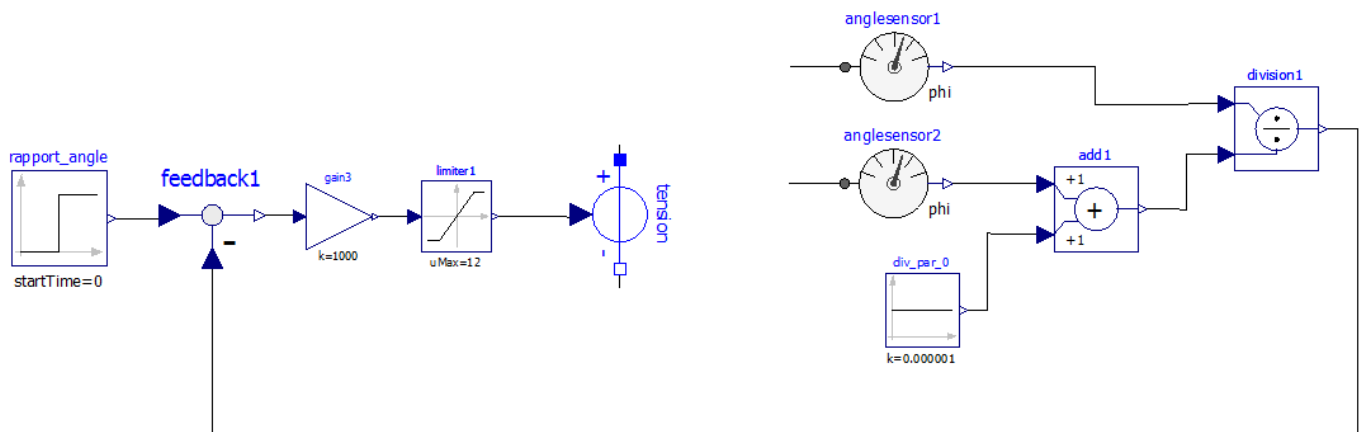 rapport_angle
startTime=0
feedback1
-
gain3
k=1000
limiter1
uMax=12
+
-
tension
anglesensor1
phi
anglesensor2
phi
add1
+1
+
+1
div_par_0
k=0.000001
division1